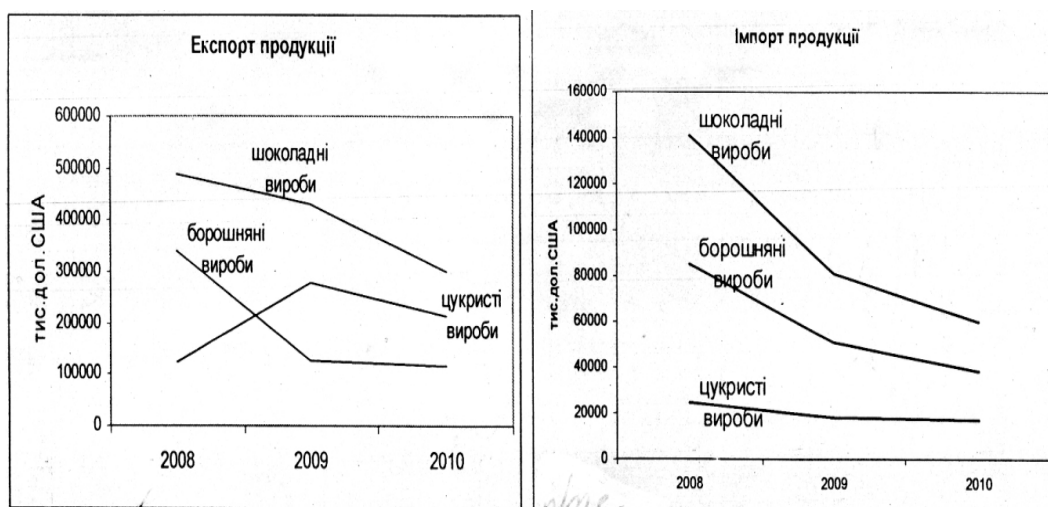 Експорт продукції
тис.дол.США
600000
500000
400000
300000
200000
100000
0
шоколадні
вироби
борошняні
вироби
цукристі
вироби
2008
2009
2010
Імпорт продукції
тис.дол.США
160000
140000
120000
100000
80000
60000
40000
20000
0
шоколадні
вироби
борошняні
вироби
цукристі
вироби
2008
2009
2010